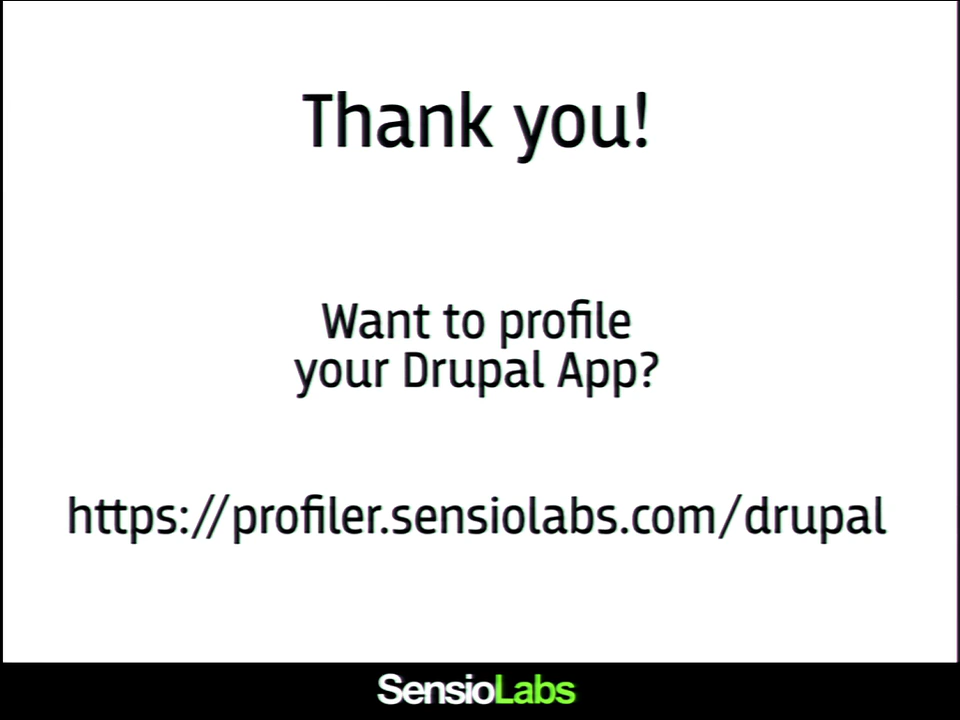 Thank you!
Want to profile
your Drupal App?
https://profiler.sensiolabs.com/drupal
SensioLabs